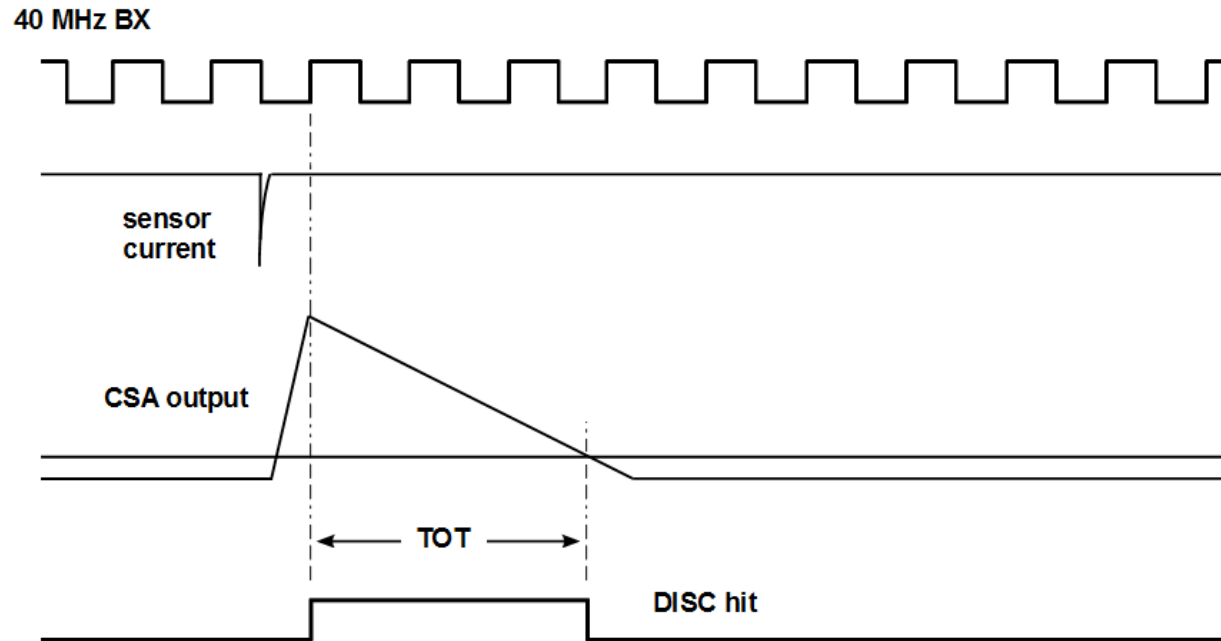 40 MHz BX
sensor
current
CSA output
TOT
DISC hit